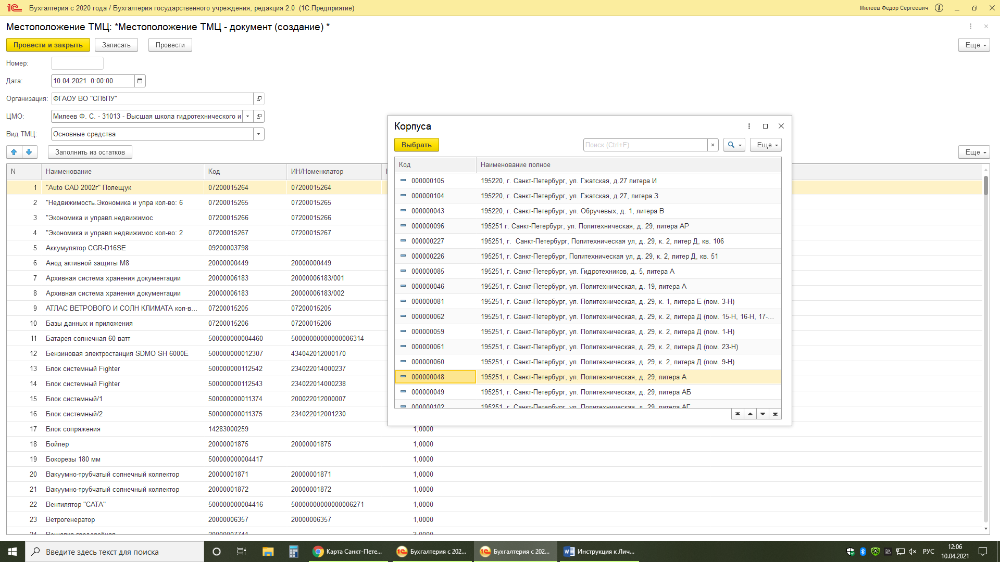 Бухгалтерия с 2020 года / Бухгалтерия государственного учреждения, редакция 2.0 (1С:Предприятие)
Милеев Федор Сергеевич
Местоположение ТМЦ: *Местоположение ТМЦ - документ (создание) *
Провести и закрыть
Записать
Провести
Еще
Номер:
Дата:
10.04.2021 0:00:00
Организация:
ФГАОУ ВО "СПбПУ"
ЦМО:
Милеев Ф. С. - 31013 - Высшая школа гидротехнического и
Вид ТМЦ:
Основные средства
Заполнить из остатков
Еще
N Наименование Код ИН/Номенклатор
1 "Auto CAD 2002г" Полещук 07200015264 07200015264
2 "Недвижимость.Экономика и упра кол-во: 6 07200015265 07200015265
3 "Экономика и управл.недвижимос 07200015266 07200015266
4 "Экономика и управл.недвижимос кол-во: 2 07200015267 07200015267
5 Аккумулятор CGR-D16SE 09200003798
6 Анод активной защиты М8 20000000449 20000000449
7 Архивная система хранения документации 20000006183 20000006183/001
8 Архивная система хранения документации 20000006183 20000006183/002
9 АТЛАС ВЕТРОВОГО И СОЛН КЛИМАТА кол-в... 07200015205 07200015205
10 Базы данных и приложения 07200015206 07200015206
11 Батарея солнечная 60 ватт 500000000004460 50000000000000006314
12 Бензиновая электростанция SDMO SH 6000E 500000000012307 434042012000170
13 Блок системный Fighter 500000000112542 234022014000237
14 Блок системный Fighter 500000000112543 234022014000238
15 Блок системный/1 500000000011374 200022012000007
16 Блок системный/2 500000000011375 234022012001230
17 Блок сопряжения 14283000259 1,0000
18 Бойлер 20000001875 20000001875 1,0000
19 Бокорезы 180 мм 500000000004417 1,0000
20 Вакуумно-трубчатый солнечный коллектор 20000001871 20000001871 1,0000
21 Вакуумно-трубчатый солнечный коллектор 20000001872 20000001872 1,0000
22 Вентилятор "САТА" 500000000004416 50000000000000006271 1,0000
23 Ветрогенератор 20000006357 20000006357 1,0000
24 Вешалка гардеробная 20000007741 3,0000
Корпуса
Выбрать
Поиск (Ctrl+F)
Еще
Код Наименование полное
000000105 195220, г. Санкт-Петербург, ул. Гжатская, д.27 литера И
000000104 195220, г. Санкт-Петербург, ул. Гжатская, д.27, литера З
000000043 195220, г. Санкт-Петербург, ул. Обручевых, д. 1, литера В
000000096 195251 г. Санкт-Петербург, ул. Политехническая, д. 29, литера АР
000000227 195251, г. Санкт-Петербург, Политехническая ул, д. 29, к. 2, литер Д, кв. 106
000000226 195251, г. Санкт-Петербург, Политехническая ул, д. 29, к. 2, литер Д, кв. 51
000000085 195251, г. Санкт-Петербург, ул. Гидротехников, д. 5, литера А
000000046 195251, г. Санкт-Петербург, ул. Политехническая, д. 19, литера А
000000081 195251, г. Санкт-Петербург, ул. Политехническая, д. 29, к. 1, литера Е (пом. 3-Н)
000000062 195251, г. Санкт-Петербург, ул. Политехническая, д. 29, к. 2, литера Д (пом. 15-Н, 16-Н, 17-...
000000059 195251, г. Санкт-Петербург, ул. Политехническая, д. 29, к. 2, литера Д (пом. 1-Н)
000000061 195251, г. Санкт-Петербург, ул. Политехническая, д. 29, к. 2, литера Д (пом. 23-Н)
000000060 195251, г. Санкт-Петербург, ул. Политехническая, д. 29, к. 2, литера Д (пом. 9-Н)
000000048 195251, г. Санкт-Петербург, ул. Политехническая, д. 29, литера А
000000049 195251, г. Санкт-Петербург, ул. Политехническая, д. 29, литера АБ
000000102 195251, г. Санкт-Петербург, ул. Политехническая, д. 29, литера АГ
Введите здесь текст для поиска
Карта Санкт-Пете...
Бухгалтерия с 202...
Бухгалтерия с 202...
Инструкция к Лич...
РУС
12:06
10.04.2021